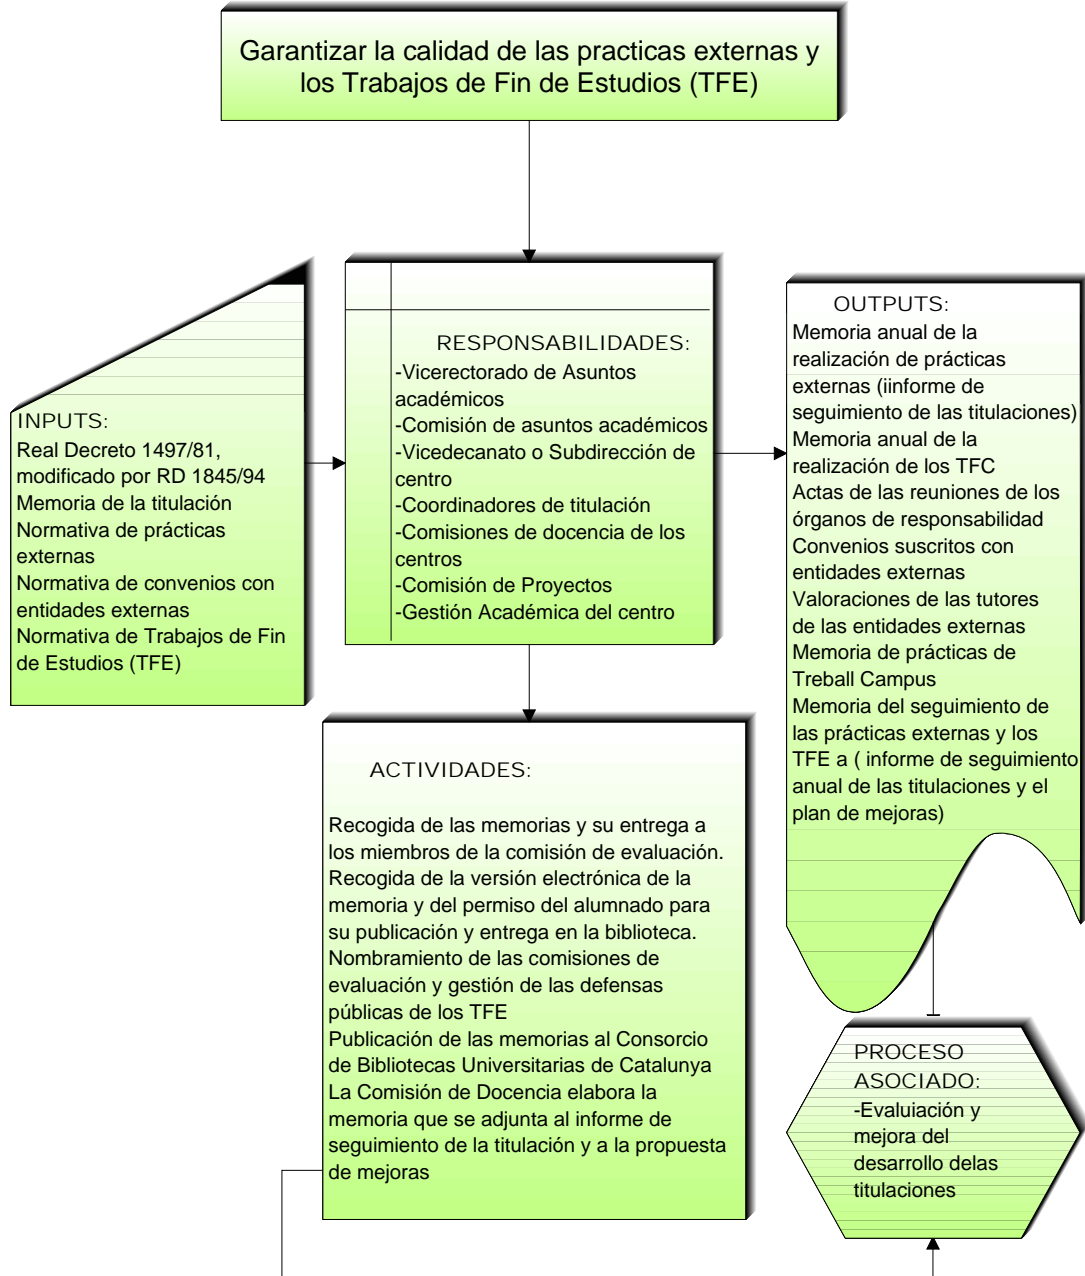 Garantizar la calidad de las practicas externas y
los Trabajos de Fin de Estudios (TFE)
INPUTS:
Real Decreto 1497/81,
modificado por RD 1845/94
Memoria de la titulación
Normativa de prácticas
externas
Normativa de convenios con
entidades externas
Normativa de Trabajos de Fin
de Estudios (TFE)
RESPONSABILIDADES:
-Vicerectorado de Asuntos
académicos
-Comisión de asuntos académicos
-Vicedecanato o Subdirección de
centro
-Coordinadores de titulación
-Comisiones de docencia de los
centros
-Comisión de Proyectos
-Gestión Académica del centro
OUTPUTS:
Memoria anual de la
realización de prácticas
externas (iinforme de
seguimiento de las titulaciones)
Memoria anual de la
realización de los TFC
Actas de las reuniones de los
órganos de responsabilidad
Convenios suscritos con
entidades externas
Valoraciones de las tutores
de las entidades externas
Memoria de prácticas de
Treball Campus
Memoria del seguimiento de
las prácticas externas y los
TFE a ( informe de seguimiento
anual de las titulaciones y el
plan de mejoras)
ACTIVIDADES:
Recogida de las memorias y su entrega a
los miembros de la comisión de evaluación.
Recogida de la versión electrónica de la
memoria y del permiso del alumnado para
su publicación y entrega en la biblioteca.
Nombramiento de las comisiones de
evaluación y gestión de las defensas
públicas de los TFE
Publicación de las memorias al Consorcio
de Bibliotecas Universitarias de Catalunya
La Comisión de Docencia elabora la
memoria que se adjunta al informe de
seguimiento de la titulación y a la propuesta
de mejoras
PROCESO
ASOCIADO:
-Evaluiación y
mejora del
desarrollo delas
titulaciones